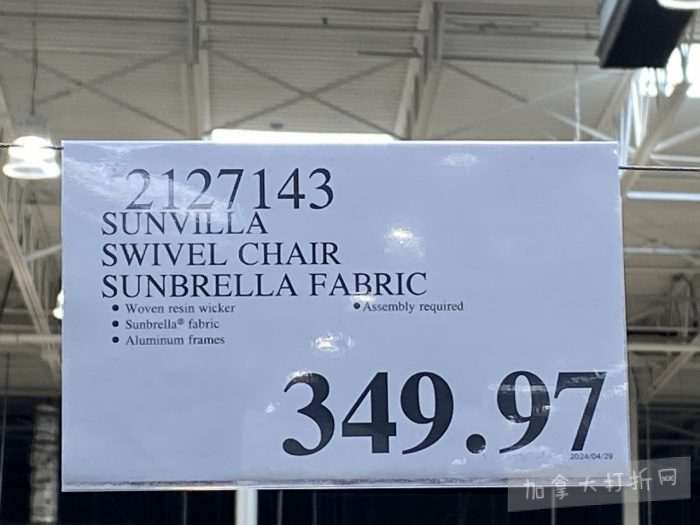 2127143
SUNVILLA
SWIVEL CHAIR
SUNBRELLA FABRIC
• Woven resin wicker
• Assembly required
• Sunbrella® fabric
• Aluminum frames
349.97
2024/04/29
加拿大打折网